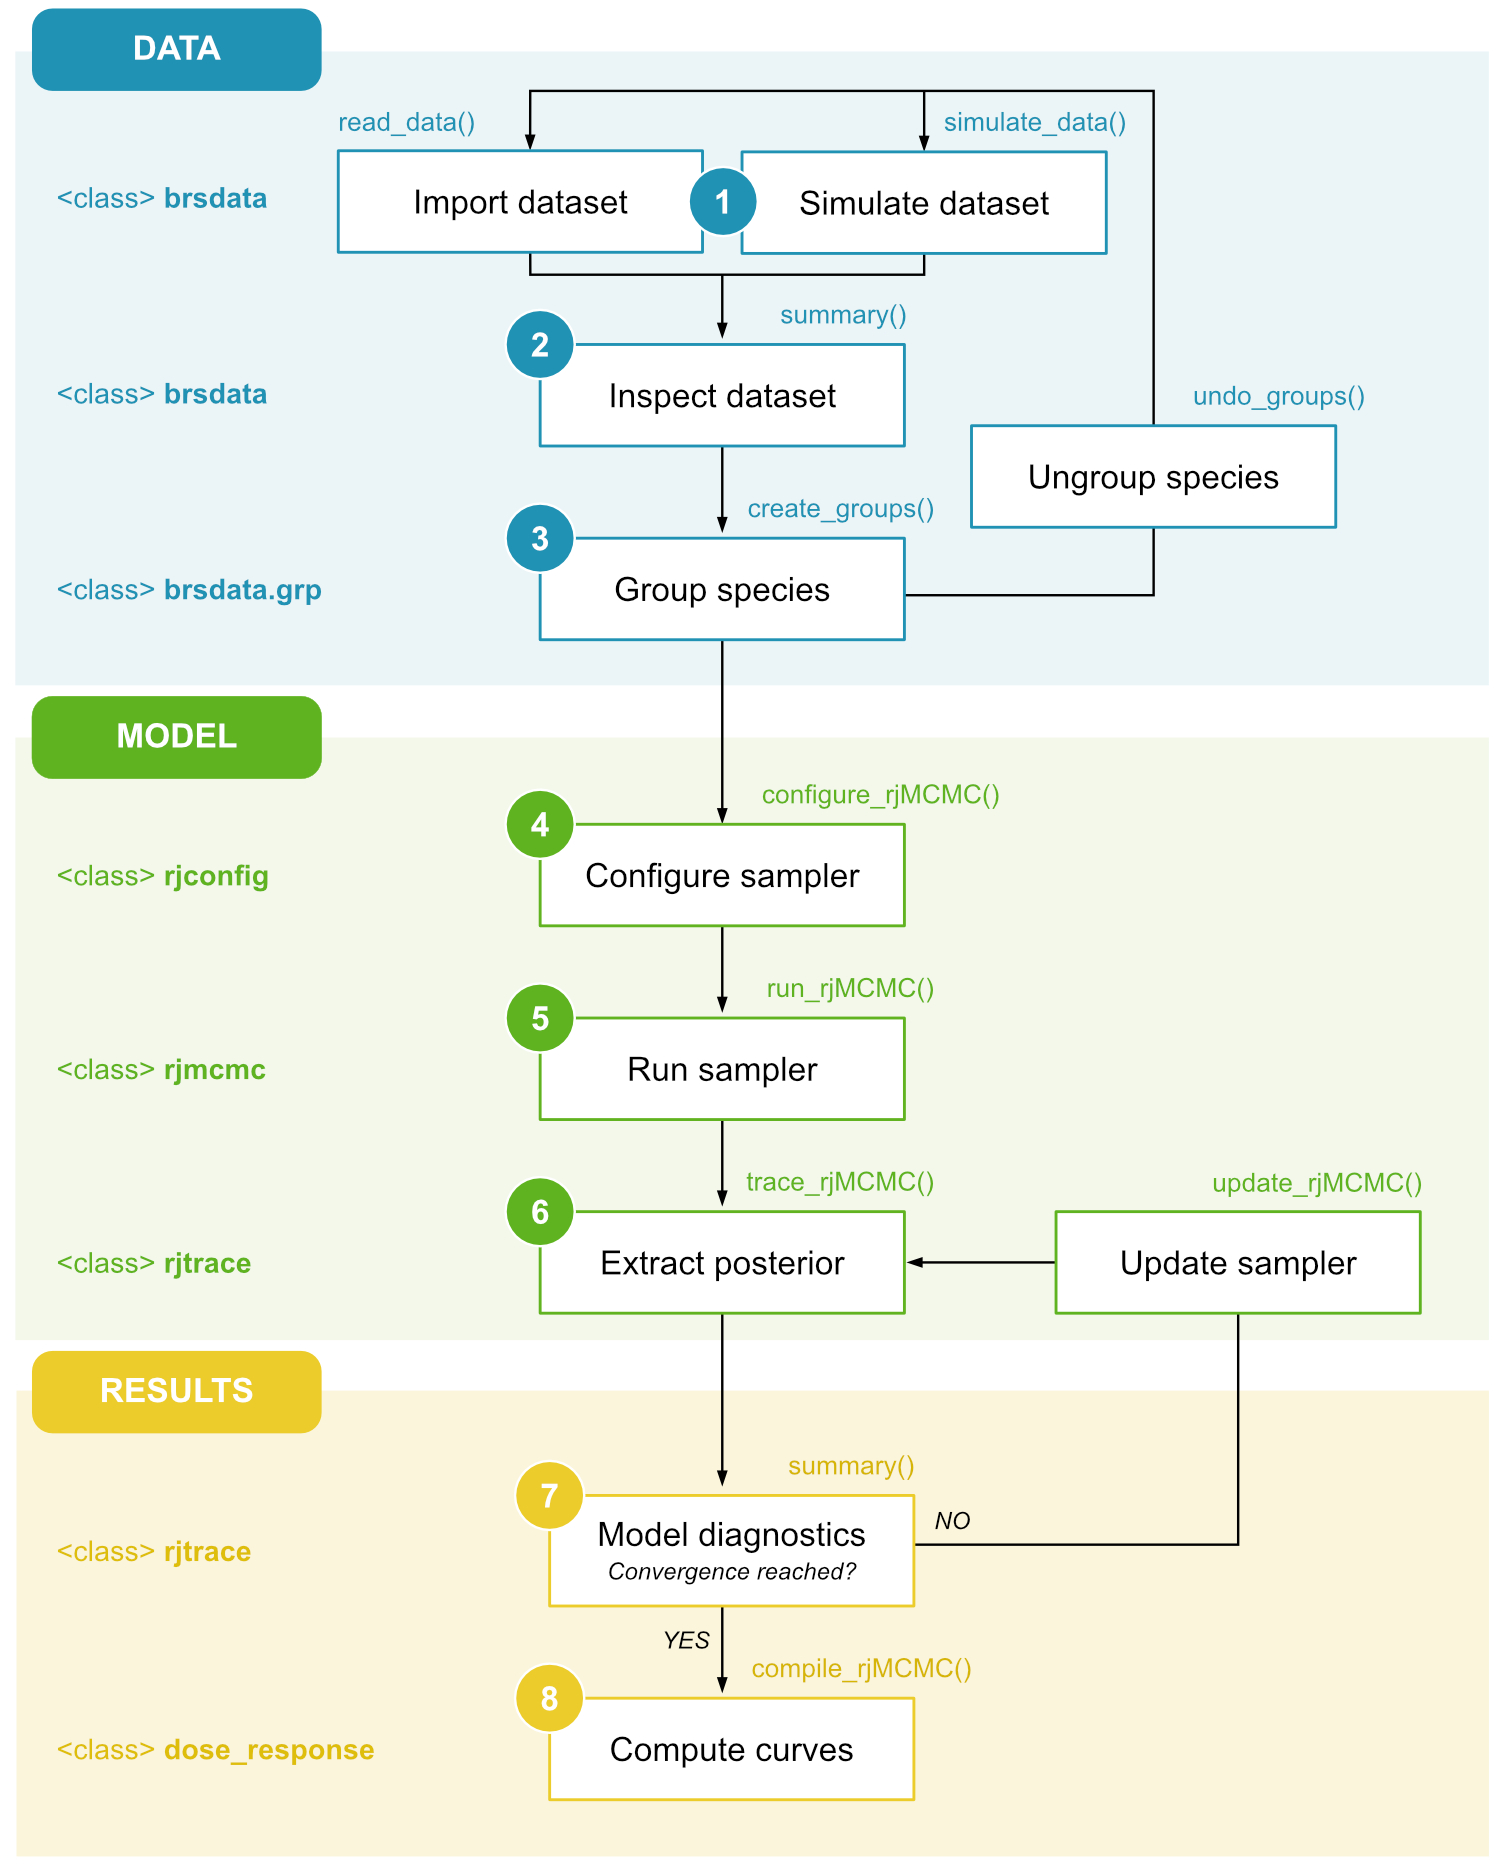 DATA
read_data()
simulate_data()
<class> brsdata
Import dataset
1
Simulate dataset
summary()
2
<class> brsdata
Inspect dataset
undo_groups()
Ungroup species
create_groups()
3
<class> brsdata.grp
Group species
MODEL
configure_rjMCMC()
4
<class> rjconfig
Configure sampler
run_rjMCMC()
5
<class> rjmcmc
Run sampler
trace_rjMCMC()
update_rjMCMC()
6
<class> rjtrace
Extract posterior
Update sampler
RESULTS
summary()
7
NO
<class> rjtrace
Model diagnostics
Convergence reached?
YES
compile_rjMCMC()
8
<class> dose_response
Compute curves